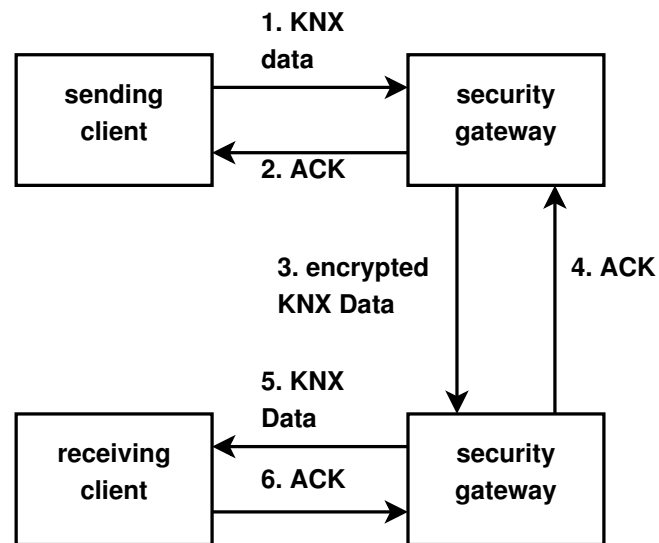 1. KNX
data
sending
client
security
gateway
2. ACK
3. encrypted
KNX Data
4. ACK
5. KNX
Data
receiving
client
security
gateway
6. ACK